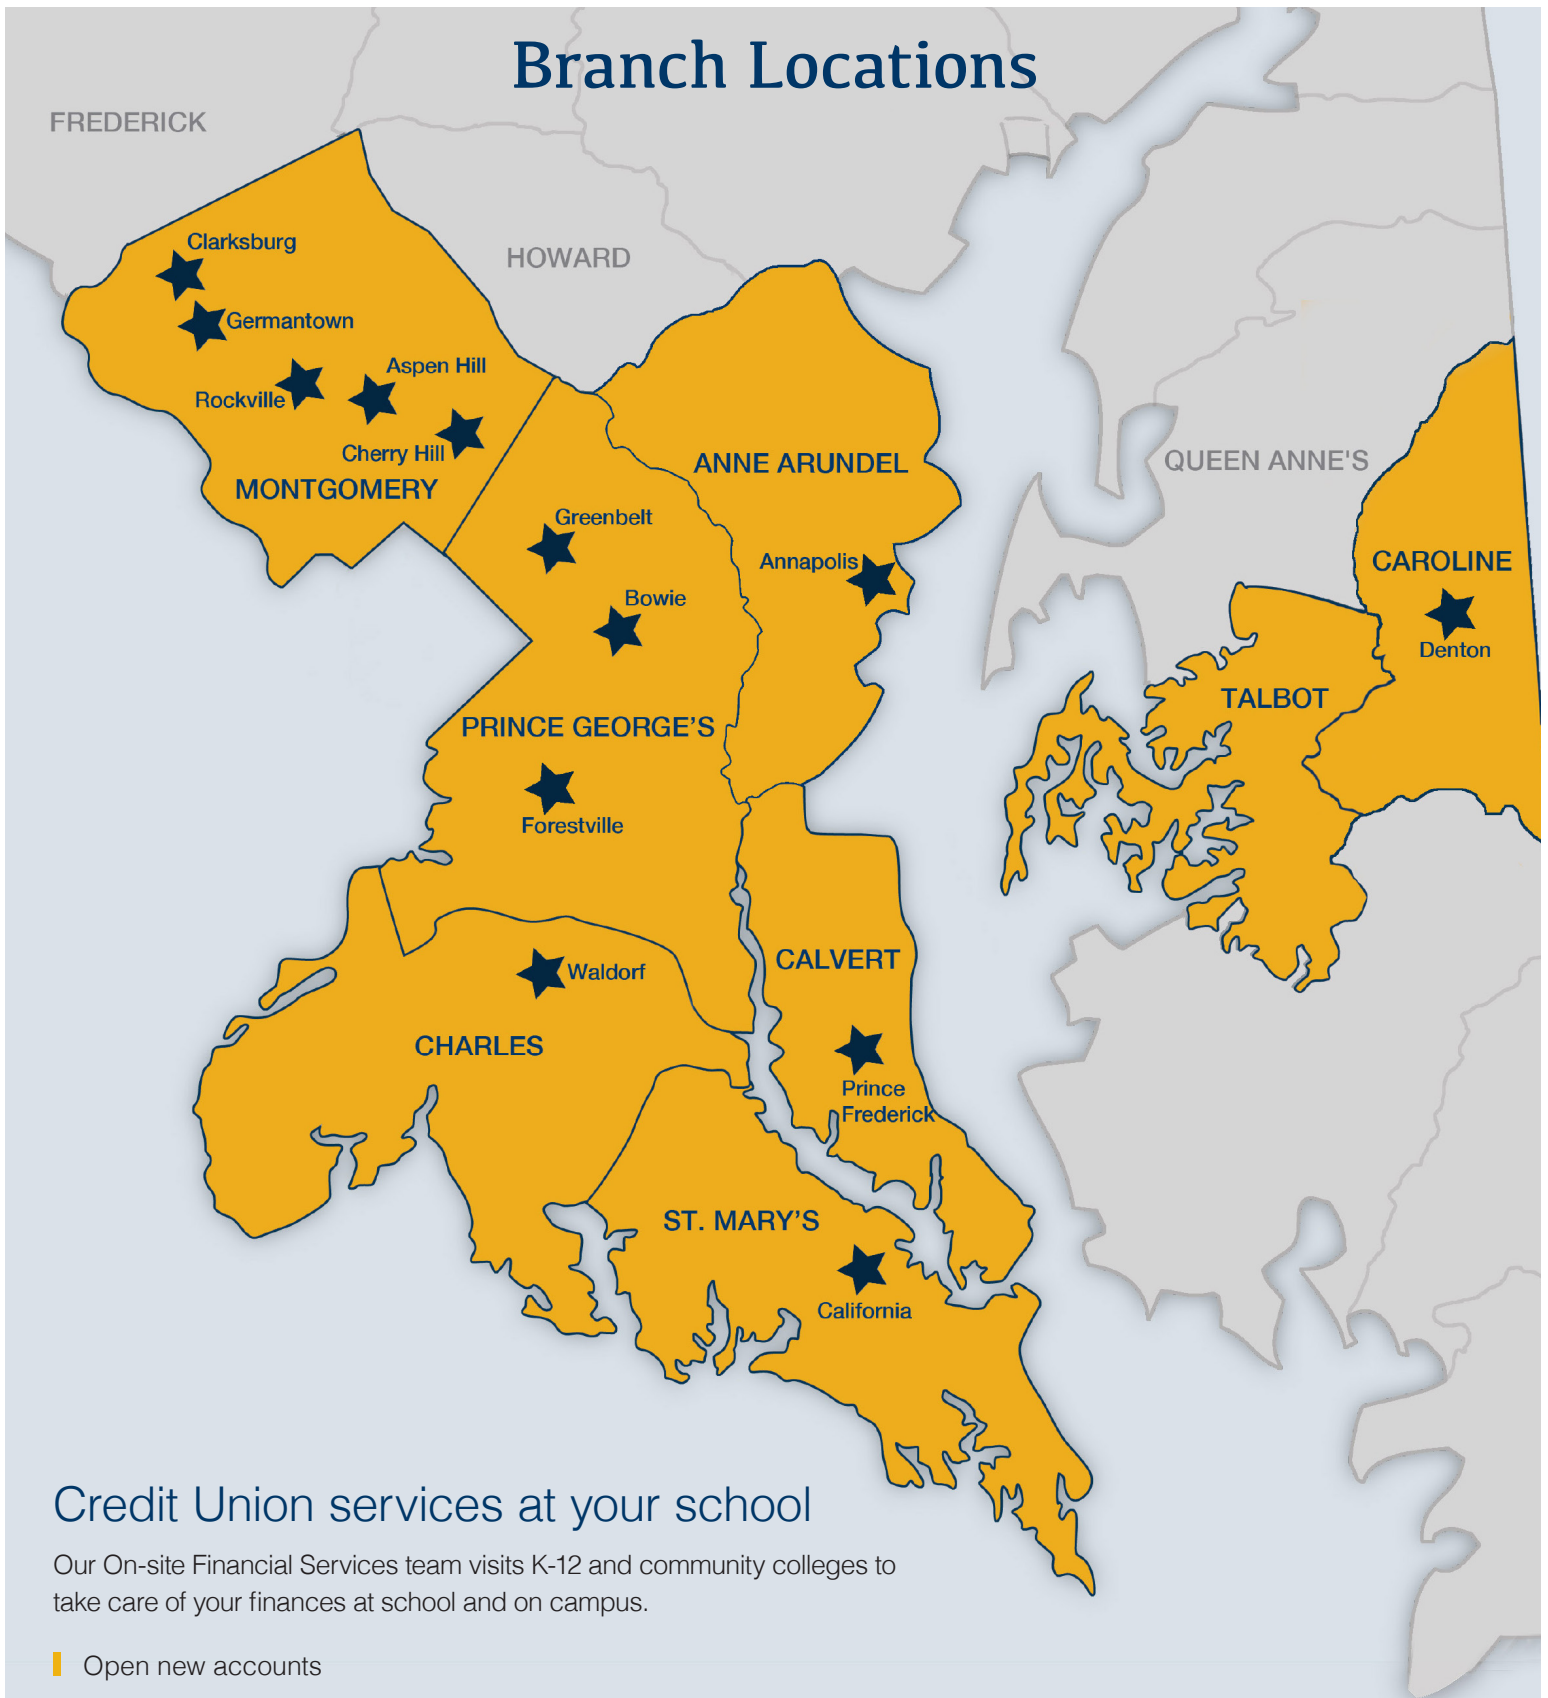 Branch Locations
FREDERICK
Clarksburg
HOWARD
Germantown
Aspen Hill
Rockville
Cherry Hill
MONTGOMERY
ANNE ARUNDEL
QUEEN ANNE'S
Greenbelt
Annapolis
CAROLINE
Bowie
Denton
TALBOT
PRINCE GEORGE’S
Forestville
CALVERT
Waldorf
CHARLES
Prince
Frederick
ST. MARY’S
California
Credit Union services at your school
Our On-site Financial Services team visits K-12 and community colleges to
take care of your finances at school and on campus.
Open new accounts